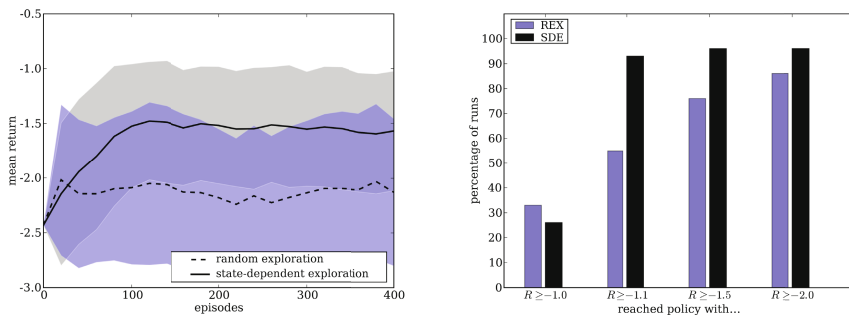 -0.5
-1.0
-1.5
-2.0
-2.5
-3.0
mean return
0 100 200 300 400
episodes
random exploration
state-dependent exploration
100
90
80
70
60
50
40
30
20
10
0
percentage of runs
REX
SDE
R ≥−1.0 R ≥−1.1 R ≥−1.5 R ≥−2.0
reached policy with...